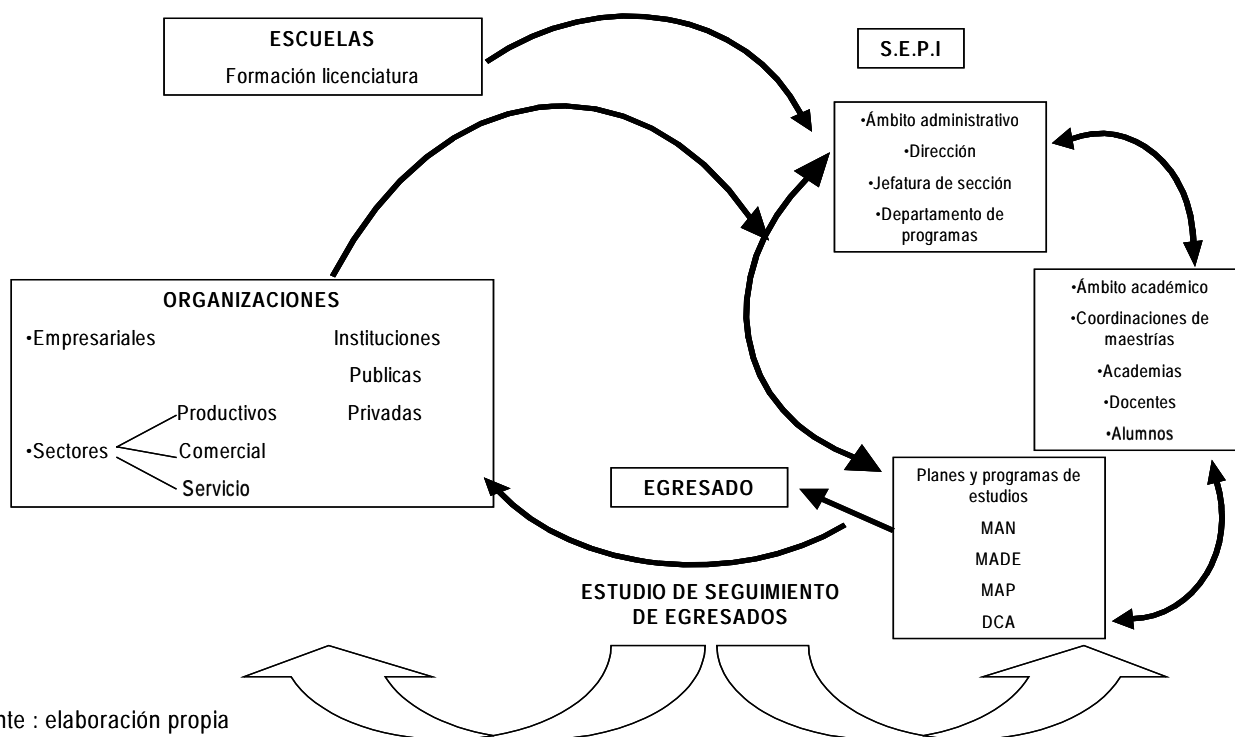 ESCUELAS
Formación licenciatura
S.E.P.I
•Ámbito administrativo
•Dirección
•Jefatura de sección
•Departamento de
programas
ORGANIZACIONES
•Empresariales
Instituciones
Publicas
Productivos
Privadas
•Sectores
Comercial
Servicio
•Ámbito académico
•Coordinaciones de
maestrías
•Academias
•Docentes
•Alumnos
EGRESADO
Planes y programas de
estudios
MAN
MADE
MAP
DCA
ESTUDIO DE SEGUIMIENTO
DE EGRESADOS
nte : elaboración propia